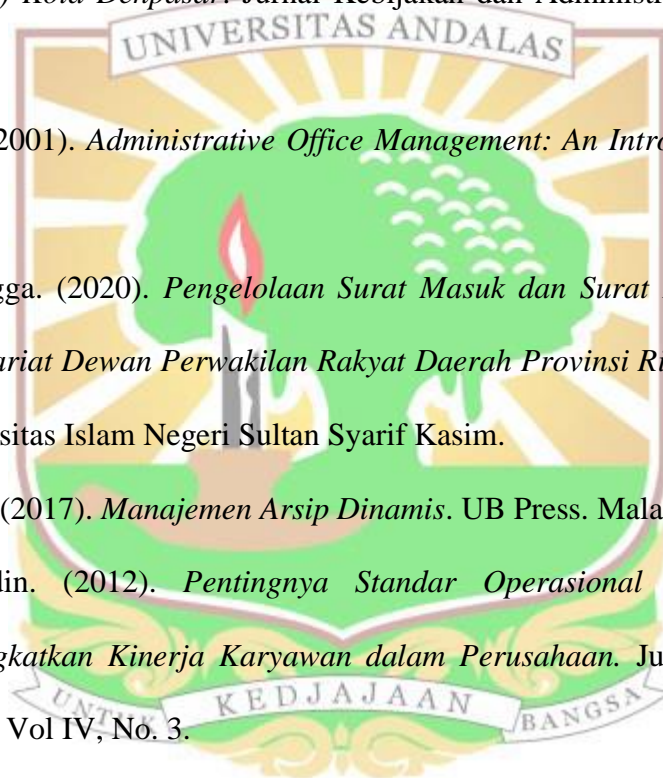 Kota Denpasar. Jurnal Kebijakan dan Administr
UNIVERSITAS ANDALAS
2001). Administrative Office Management: An Intro
gga. (2020). Pengelolaan Surat Masuk dan Surat
ariat Dewan Perwakilan Rakyat Daerah Provinsi Ri
sitas Islam Negeri Sultan Syarif Kasim.
(2017). Manajemen Arsip Dinamis. UB Press. Mala
din. (2012). Pentingnya Standar Operasional
gkatkan Kinerja Karyawan dalam Perusahaan. Ju
UNTUK KEDJAJAAN BANGSA
Vol IV, No. 3.